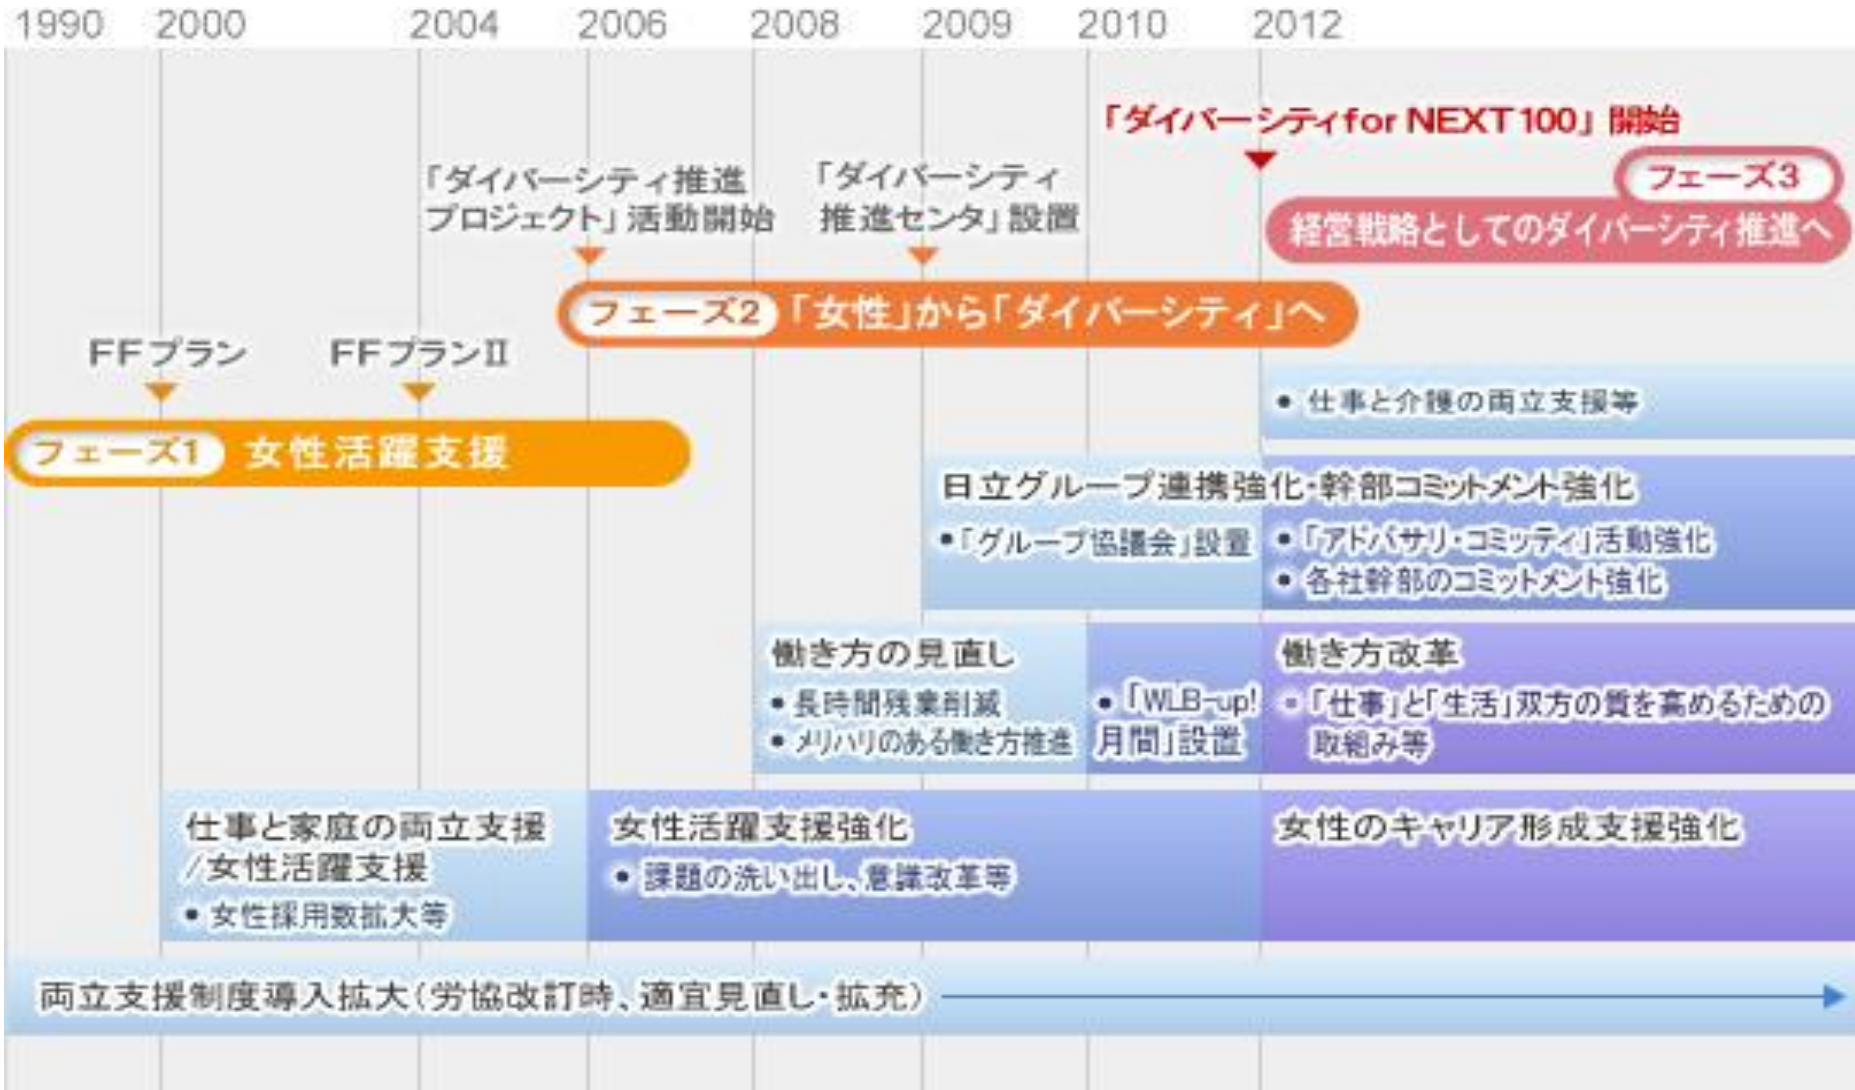 1990 2000 2004 2006 2008 2009 2010 2012
「ダイバーシティfor NEXT 100」 開始
フェーズ3
経営戦略としてのダイバーシティ推進へ
「ダイバーシティ推進
プロジェクト」活動開始
「ダイバーシティ
推進センタ」設置
フェーズ2 「女性」から「ダイバーシティ」へ
FFプラン
FFプランⅡ
フェーズ1 女性活躍支援
• 仕事と介護の両立支援等
日立グループ連携強化・幹部コミットメント強化
•「グループ協議会」設置
• 「アドバサリ・コミッティ」活動強化
• 各社幹部のコミットメント強化
働き方の見直し
• 長時間残業削減
• メリハリのある働き方推進
• 「WLB-up!
月間」設置
働き方改革
• 「仕事」と「生活」双方の質を高めるための
取組み等
仕事と家庭の両立支援
/女性活躍支援
• 女性採用数拡大等
女性活躍支援強化
• 課題の洗い出し、意識改革等
女性のキャリア形成支援強化
両立支援制度導入拡大(労協改訂時、適宜見直し・拡充)